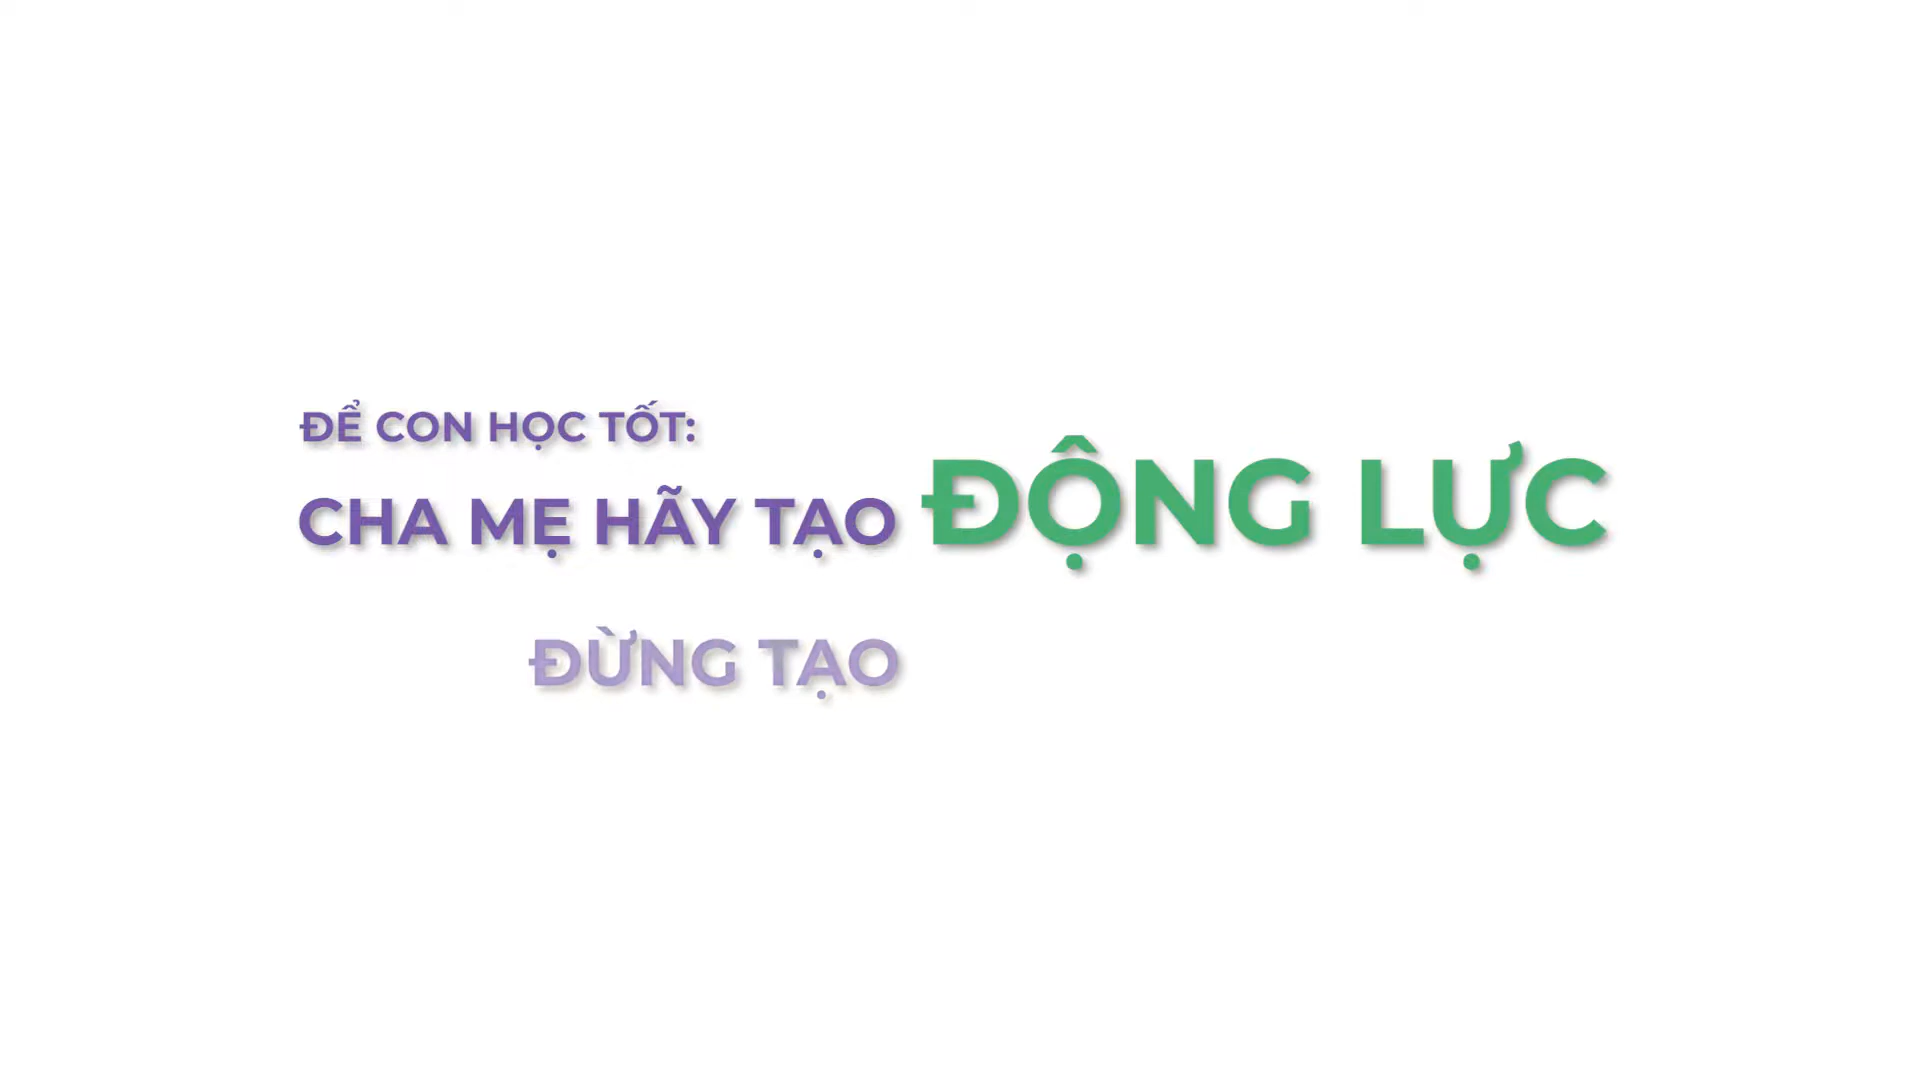 ĐỂ CON HỌC TỐT:
CHA MẸ HÃY TẠO ĐỘNG LỰC
ĐỪNG TẠO